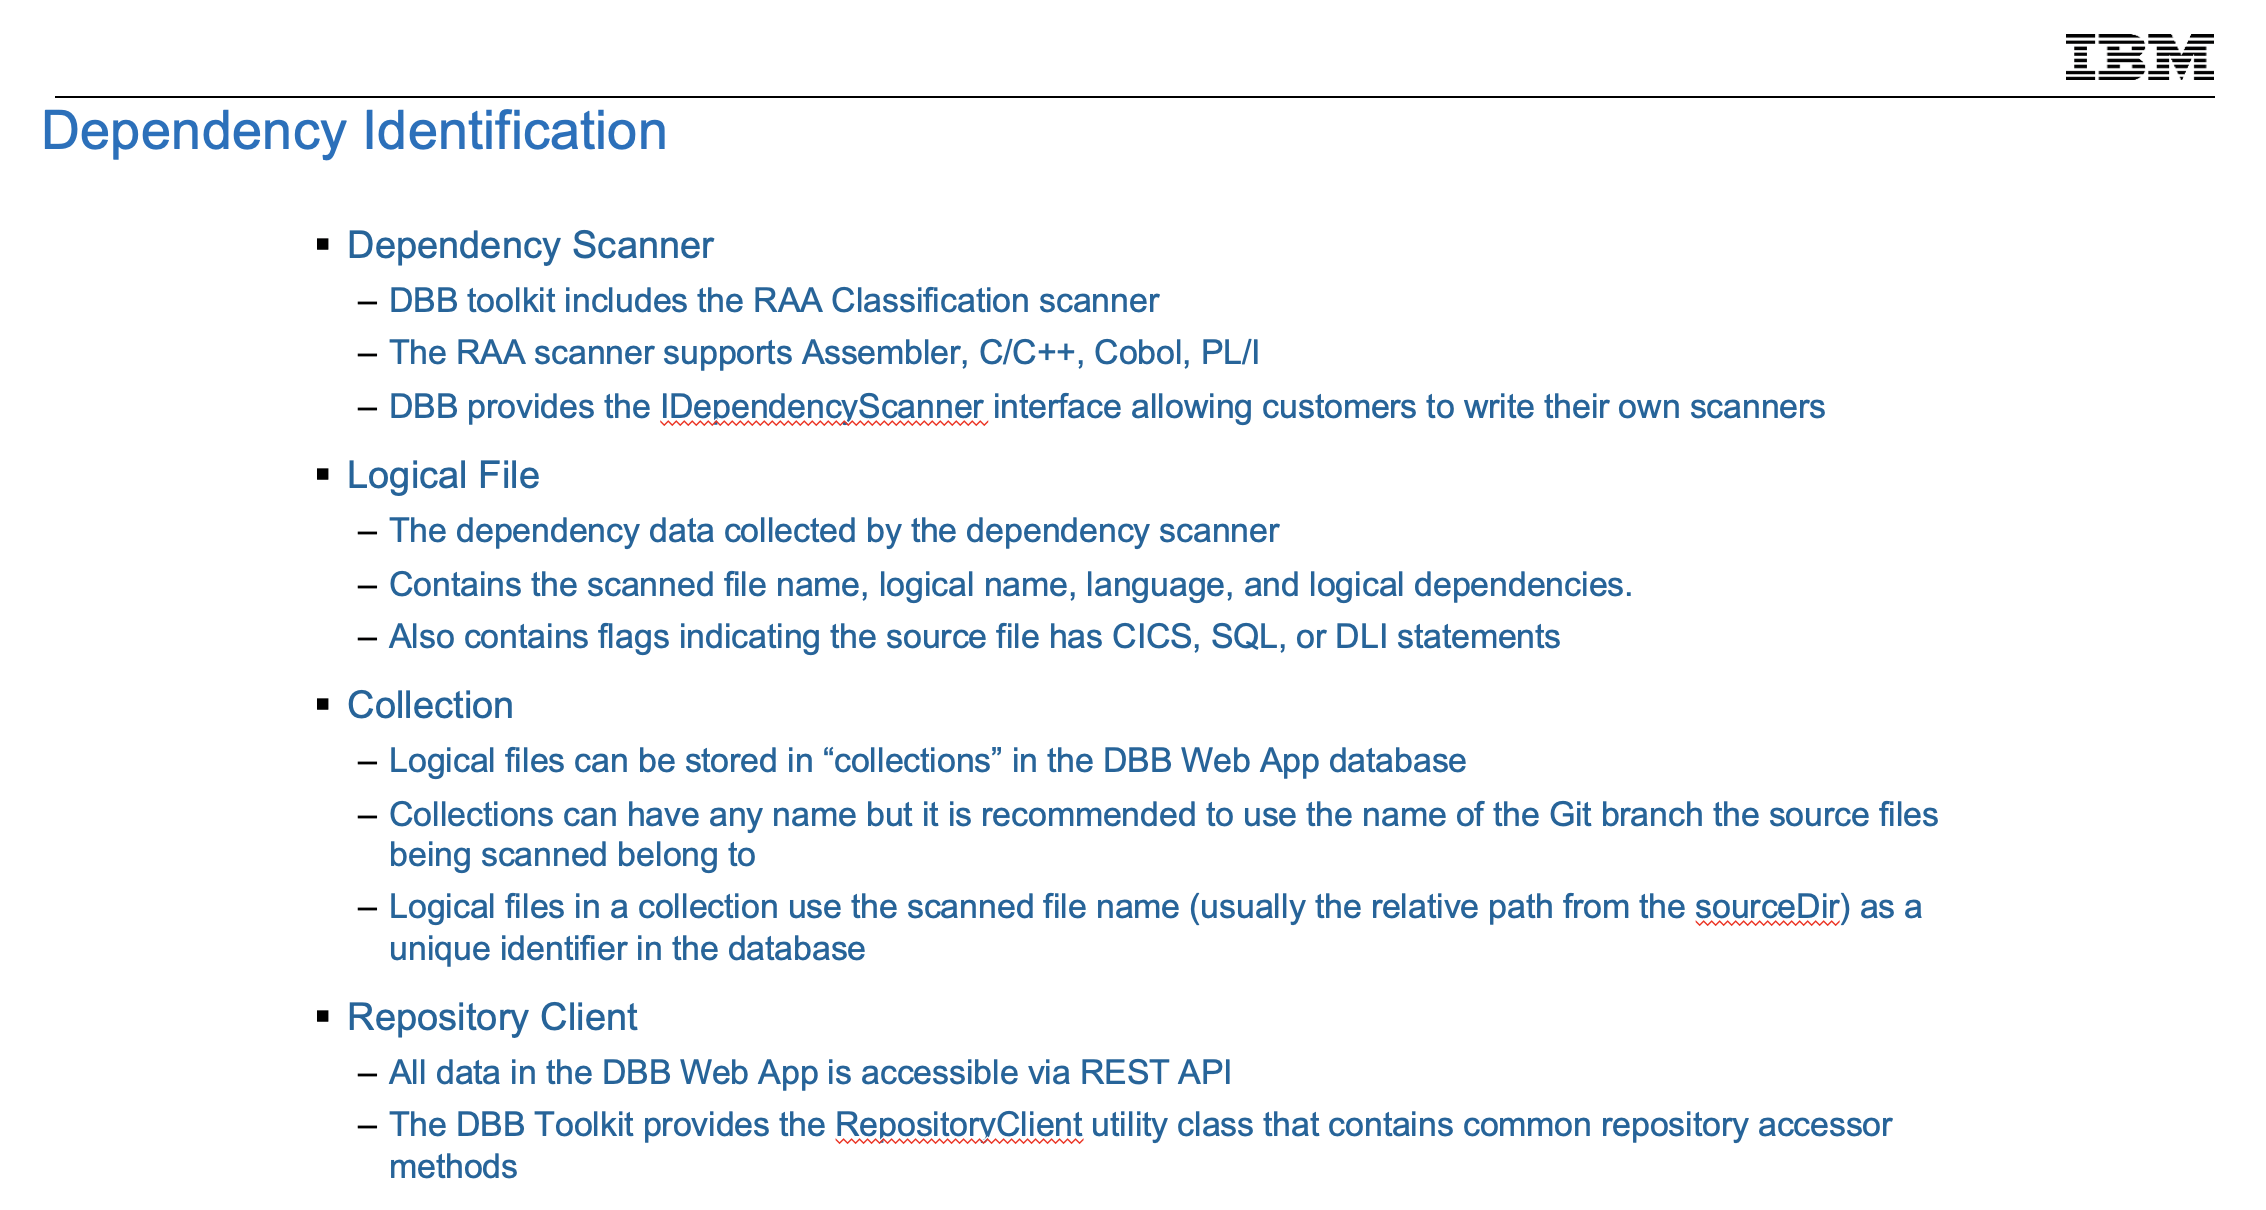 IBM
Dependency Identification
▪ Dependency Scanner
– DBB toolkit includes the RAA Classification scanner
– The RAA scanner supports Assembler, C/C++, Cobol, PL/I
– DBB provides the IDependencyScanner interface allowing customers to write their own scanners
▪ Logical File
– The dependency data collected by the dependency scanner
– Contains the scanned file name, logical name, language, and logical dependencies.
– Also contains flags indicating the source file has CICS, SQL, or DLI statements
▪ Collection
– Logical files can be stored in “collections” in the DBB Web App database
– Collections can have any name but it is recommended to use the name of the Git branch the source files
being scanned belong to
– Logical files in a collection use the scanned file name (usually the relative path from the sourceDir) as a
unique identifier in the database
▪ Repository Client
– All data in the DBB Web App is accessible via REST API
– The DBB Toolkit provides the RepositoryClient utility class that contains common repository accessor
methods